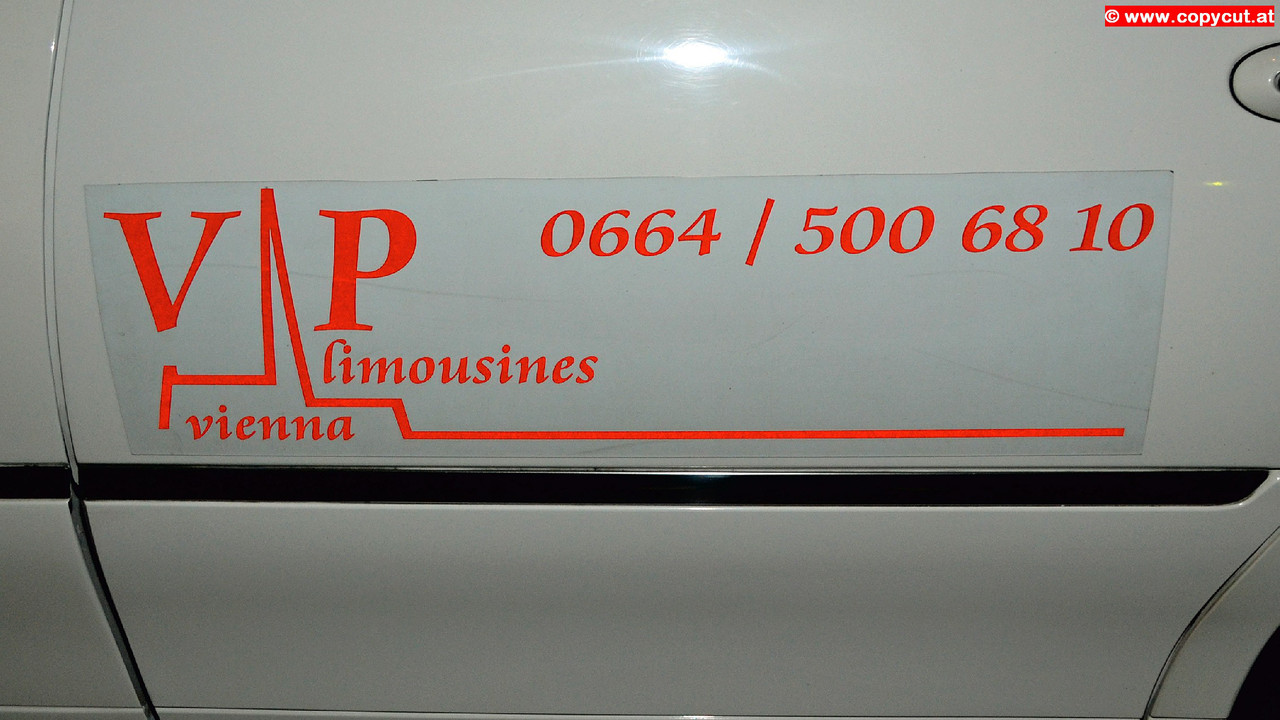 © www.copycut.at
VIP
0664 / 500 68 10
limousines
vienna